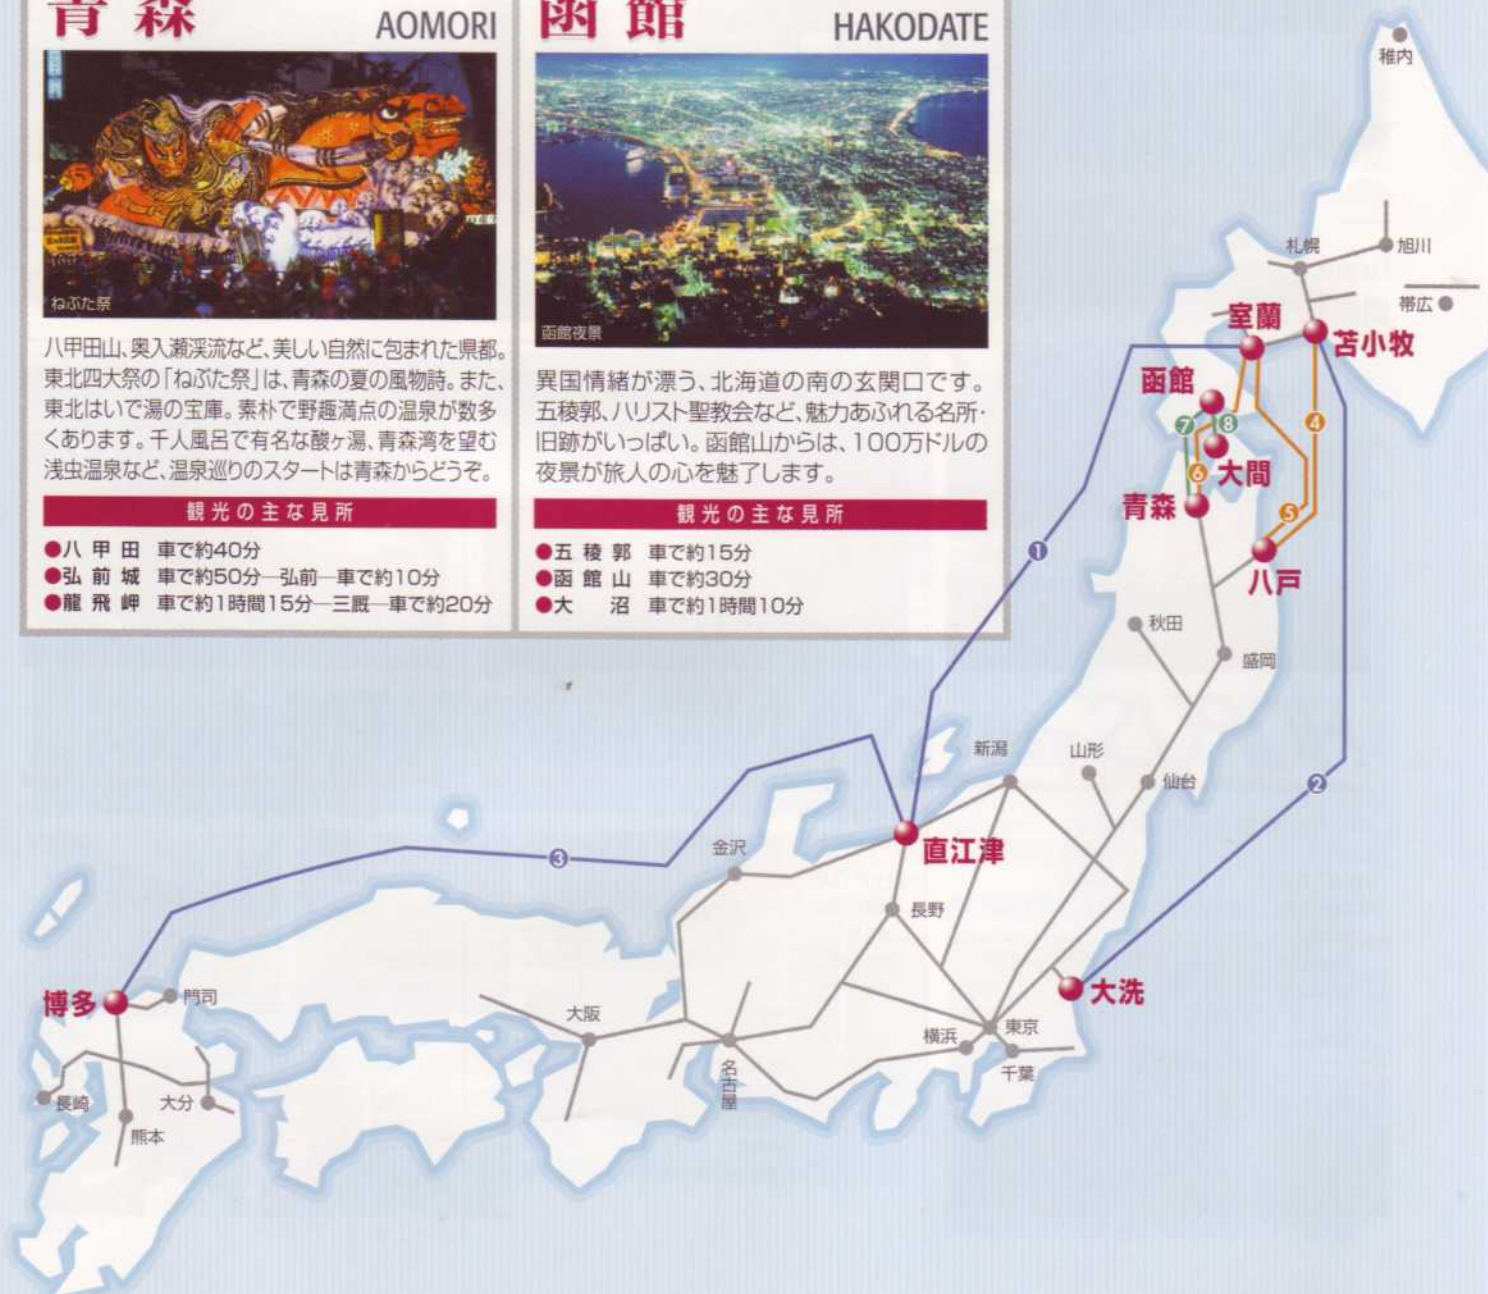 青森
AOMORI
ねぶた祭
八甲田山、奥入瀬渓流など、美しい自然に包まれた県都。
東北四大祭の「ねぶた祭」は、青森の夏の風物詩。また、
東北はいで湯の宝庫。素朴で野趣満点の温泉が数多
くあります。千人風呂で有名な酸ヶ湯、青森湾を望む
浅虫温泉など、温泉巡りのスタートは青森からどうぞ。
観光の主な見所
●八甲田 車で約40分
●弘前城 車で約50分―弘前―車で約10分
●龍飛岬 車で約1時間15分―三厩―車で約20分
函館
HAKODATE
函館夜景
異国情緒が漂う、北海道の南の玄関口です。
五稜郭、ハリスト聖教会など、魅力あふれる名所・
旧跡がいっぱい。函館山からは、100万ドルの
夜景が旅人の心を魅了します。
観光の主な見所
●五稜郭 車で約15分
●函館山 車で約30分
●大沼 車で約1時間10分
稚内
札幌
旭川
帯広
室蘭
苫小牧
函館
7
8
4
大間
6
青森
5
1
八戸
秋田
盛岡
新潟
山形
仙台
2
直江津
金沢
3
長野
博多
門司
大洗
大阪
東京
横浜
千葉
名古屋
長崎
大分
熊本